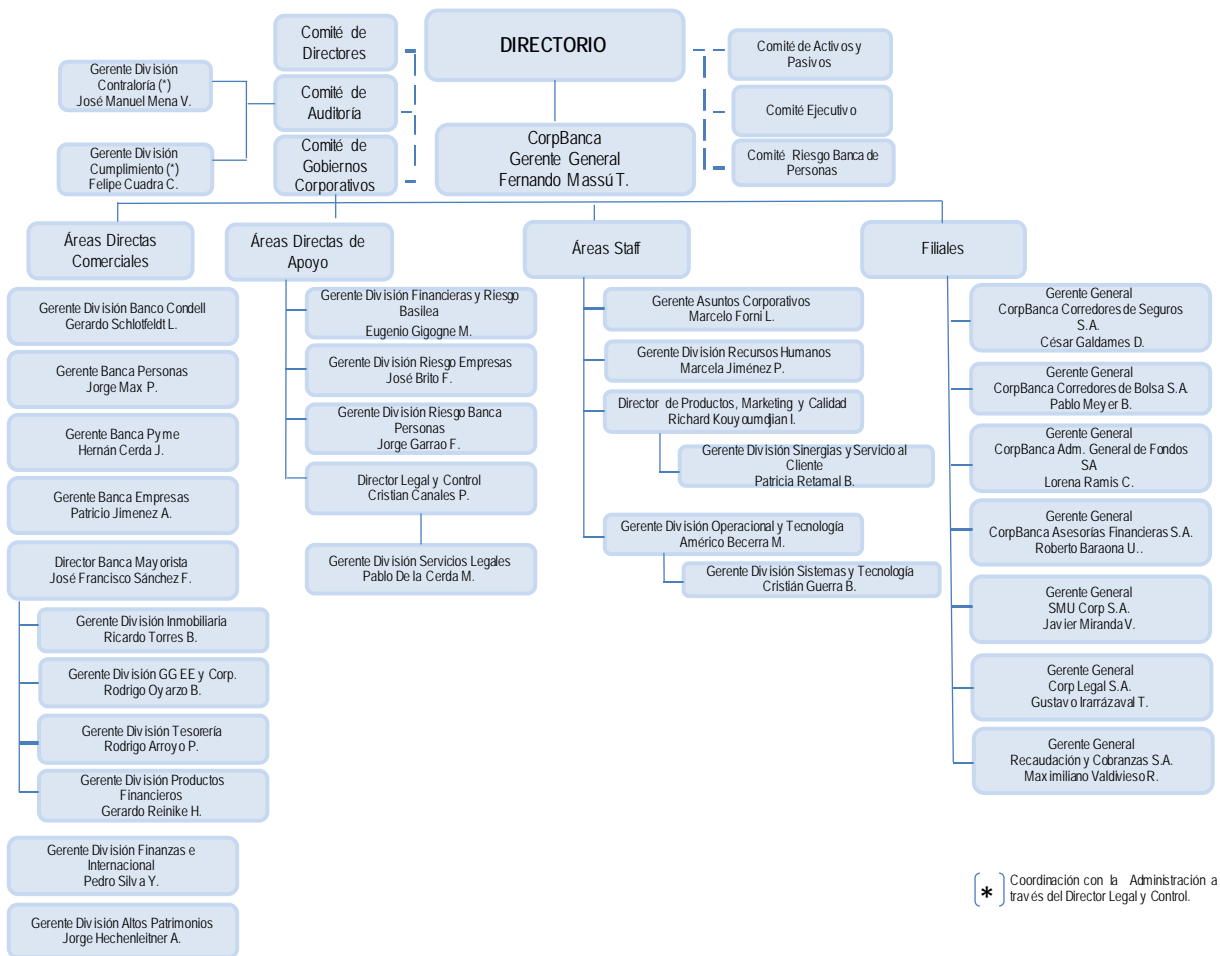 DIRECTORIO
Comité de
Directores
Comité de
Auditoría
Comité de
Gobiernos
Corporativos
Gerente División
Contraloría (*)
José Manuel Mena V.
Gerente División
Cumplimiento (*)
Felipe Cuadra C.
CorpBanca
Gerente General
Fernando Massú T.
Comité de Activos y
Pasivos
Comité Ejecutivo
Comité Riesgo Banca de
Personas
Áreas Directas
Comerciales
Áreas Directas de
Apoyo
Áreas Staff
Filiales
Gerente División Banco Condell
Gerardo Schlotfeldt L.
Gerente Banca Personas
Jorge Max P.
Gerente Banca Pyme
Hernán Cerda J.
Gerente Banca Empresas
Patricio Jimenez A.
Director Banca Mayorista
José Francisco Sánchez F.
Gerente División Inmobiliaria
Ricardo Torres B.
Gerente División GG EE y Corp.
Rodrigo Oyarzo B.
Gerente División Tesorería
Rodrigo Arroyo P.
Gerente División Productos
Financieros
Gerardo Reinike H.
Gerente División Finanzas e
Internacional
Pedro Silva Y.
Gerente División Altos Patrimonios
Jorge Hechenleitner A.
Gerente División Financieras y Riesgo
Basilea
Eugenio Gigogne M.
Gerente División Riesgo Empresas
José Brito F.
Gerente División Riesgo Banca
Personas
Jorge Garrao F.
Director Legal y Control
Cristian Canales P.
Gerente División Servicios Legales
Pablo De la Cerda M.
Gerente Asuntos Corporativos
Marcelo Forni L.
Gerente División Recursos Humanos
Marcela Jiménez P.
Director de Productos, Marketing y Calidad
Richard Kouyoumdjian I.
Gerente División Sinergias y Servicio al
Cliente
Patricia Retamal B.
Gerente División Operacional y Tecnología
Américo Becerra M.
Gerente División Sistemas y Tecnología
Cristián Guerra B.
Gerente General
CorpBanca Corredores de Seguros
S.A.
César Galdames D.
Gerente General
CorpBanca Corredores de Bolsa S.A.
Pablo Meyer B.
Gerente General
CorpBanca Adm. General de Fondos
SA
Lorena Ramis C.
Gerente General
CorpBanca Asesorías Financieras S.A.
Roberto Baraona U..
Gerente General
SMU Corp S.A.
Javier Miranda V.
Gerente General
Corp Legal S.A.
Gustavo Irarrázaval T.
Gerente General
Recaudación y Cobranzas S.A.
Maximiliano Valdivieso R.
* Coordinación con la Administración a
través del Director Legal y Control.